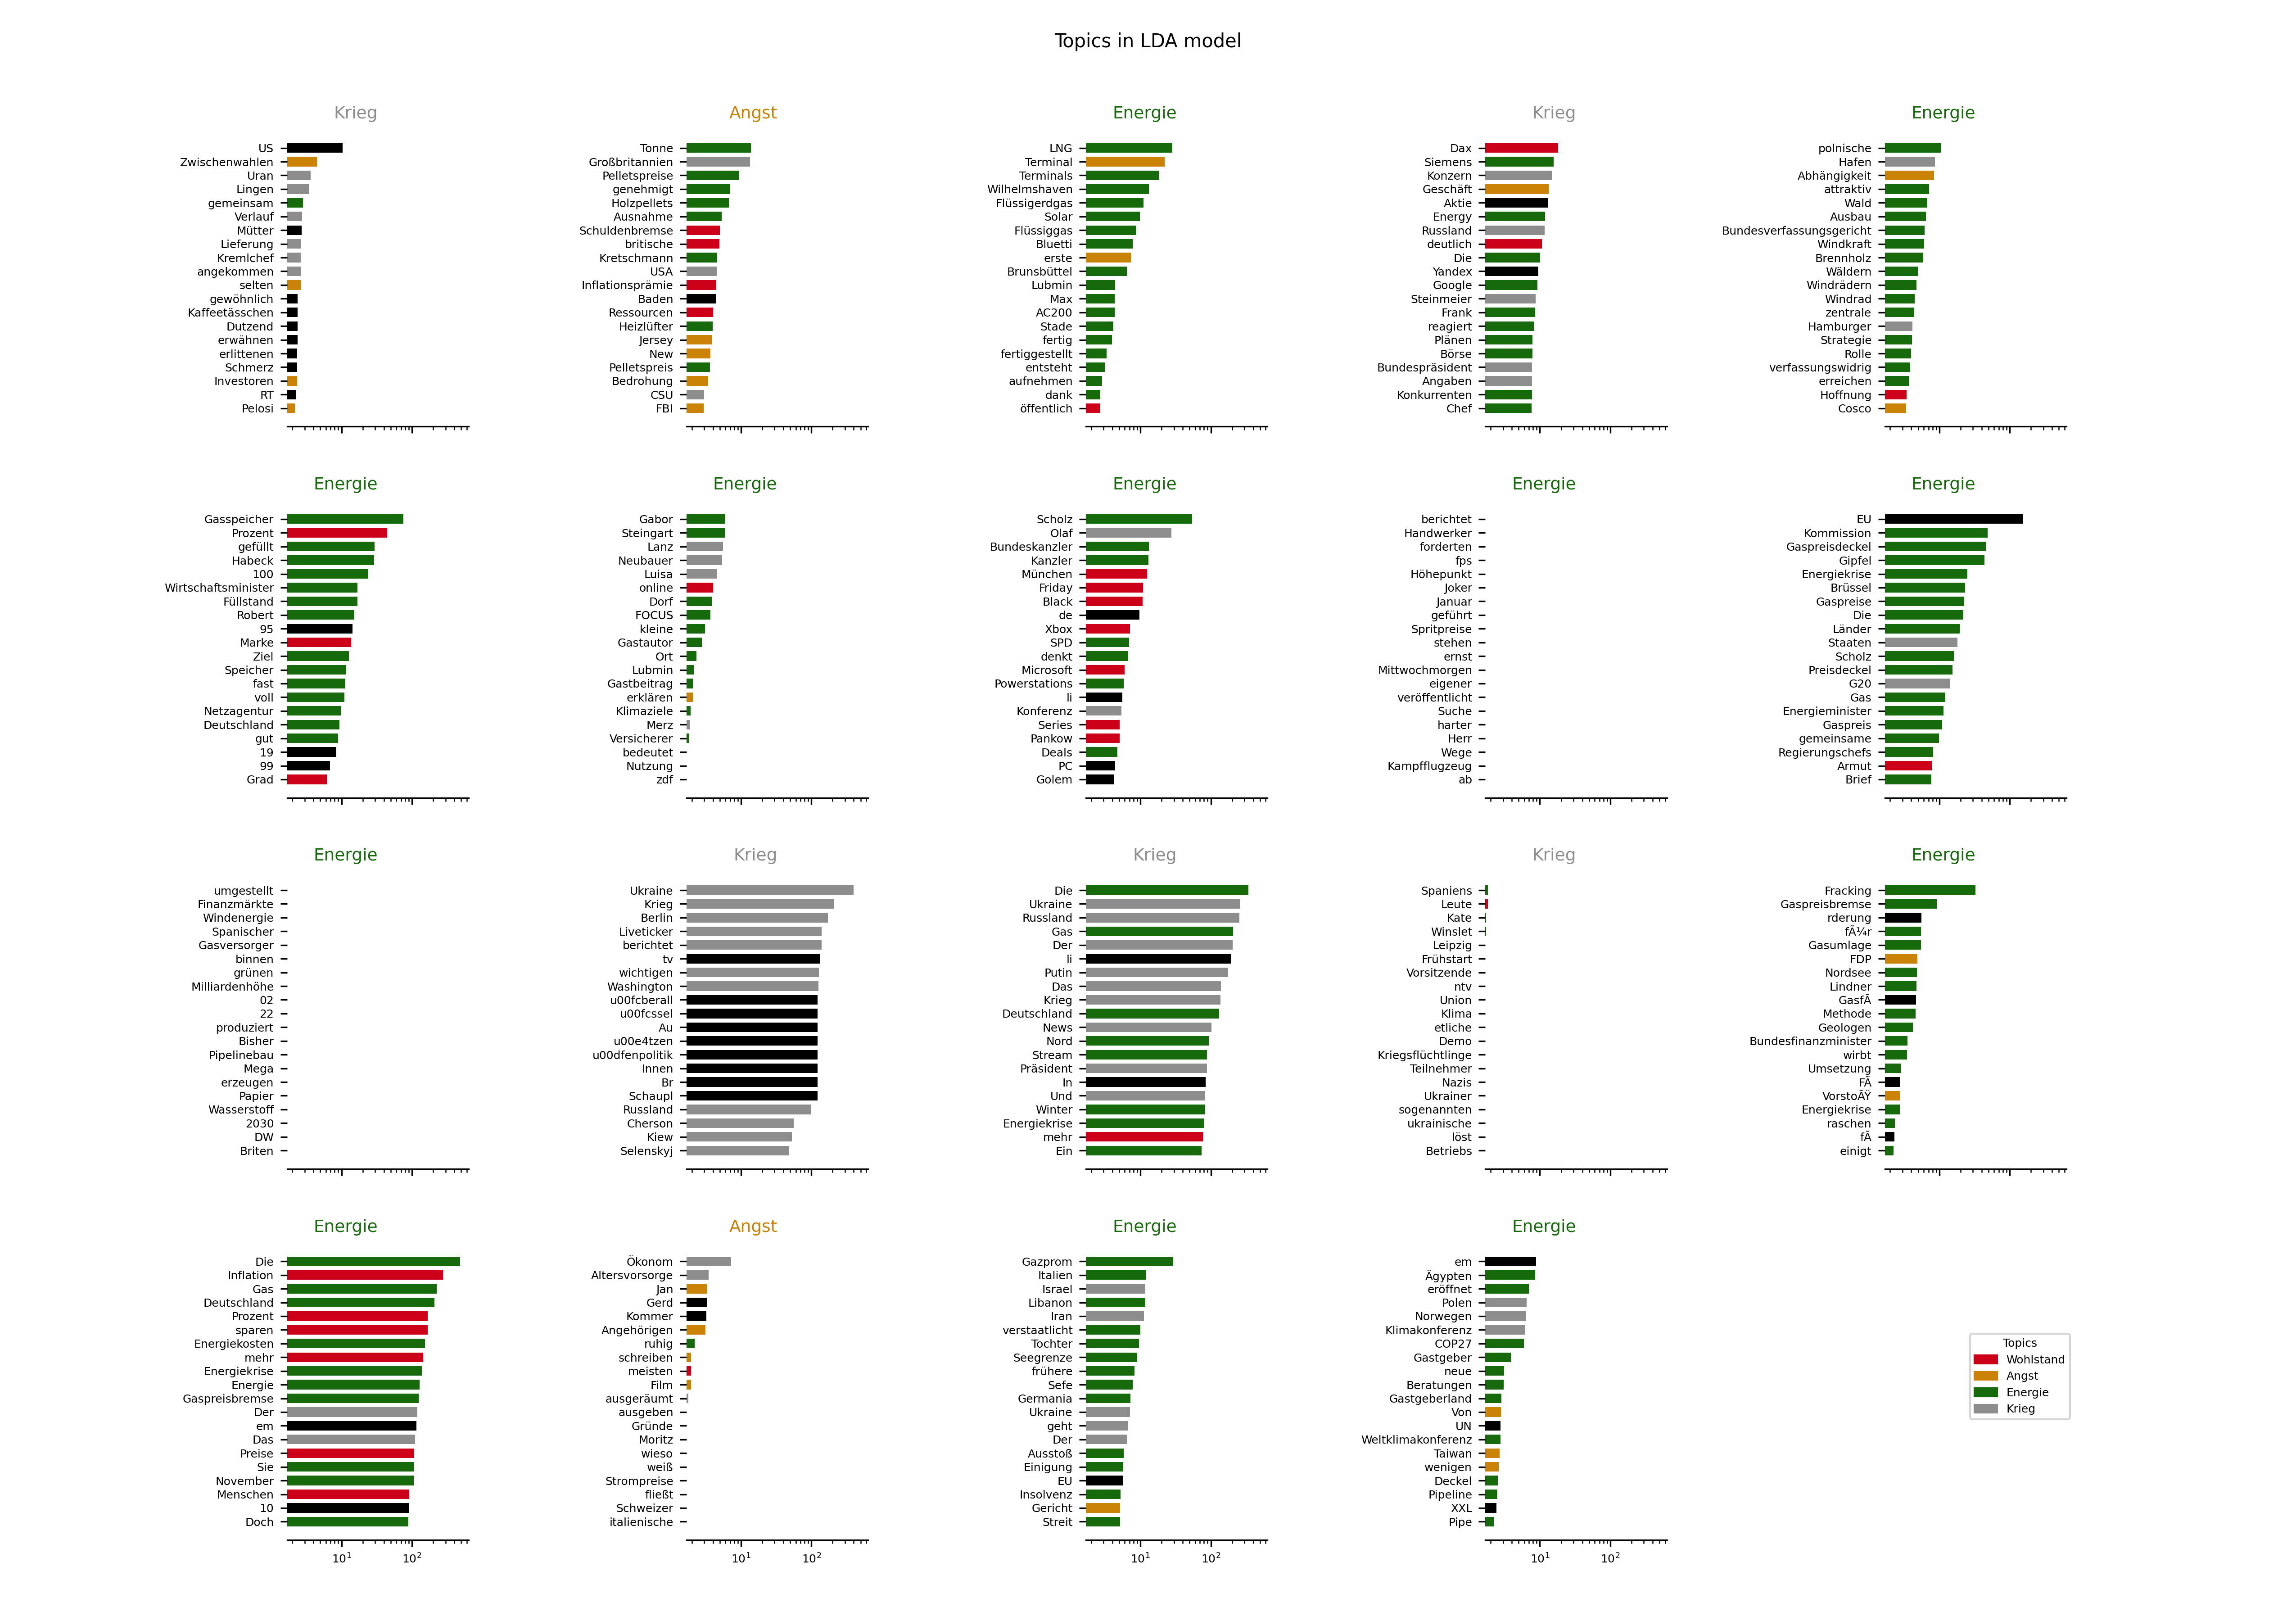 Topics in LDA model
Krieg
US
Zwischenwahlen
Uran
Lingen
gemeinsam
Verlauf
Mütter
Lieferung
Kremlchef
angekommen
selten
gewöhnlich
Kaffeetässchen
Dutzend
erwähnen
erlittenen
Schmerz
Investoren
RT
Pelosi
Angst
Tonne
Großbritannien
Pelletspreise
genehmigt
Holzpellets
Ausnahme
Schuldenbremse
britische
Kretschmann
USA
Inflationsprämie
Baden
Ressourcen
Heizlüfter
Jersey
New
Pelletspreis
Bedrohung
CSU
FBI
Energie
LNG
Terminal
Terminals
Wilhelmshaven
Flüssigerdgas
Solar
Flüssiggas
Bluetti
erste
Brunsbüttel
Lubmin
Max
AC200
Stade
fertig
fertiggestellt
entsteht
aufnehmen
dank
öffentlich
Krieg
Dax
Siemens
Konzern
Geschäft
Aktie
Energy
Russland
deutlich
Die
Yandex
Google
Steinmeier
Frank
reagiert
Plänen
Börse
Bundespräsident
Angaben
Konkurrenten
Chef
Energie
polnische
Hafen
Abhängigkeit
attraktiv
Wald
Ausbau
Bundesverfassungsgericht
Windkraft
Brennholz
Wäldern
Windrädern
Windrad
zentrale
Hamburger
Strategie
Rolle
verfassungswidrig
erreichen
Hoffnung
Cosco
Energie
Gasspeicher
Prozent
gefüllt
Habeck
100
Wirtschaftsminister
Füllstand
Robert
95
Marke
Ziel
Speicher
fast
voll
Netzagentur
Deutschland
gut
19
99
Grad
Energie
Gabor
Steingart
Lanz
Neubauer
Luisa
online
Dorf
FOCUS
kleine
Gastautor
Ort
Lubmin
Gastbeitrag
erklären
Klimaziele
Merz
Versicherer
bedeutet
Nutzung
zdf
Energie
Scholz
Olaf
Bundeskanzler
Kanzler
München
Friday
Black
de
Xbox
SPD
denkt
Microsoft
Powerstations
li
Konferenz
Series
Pankow
Deals
PC
Golem
Energie
berichtet
Handwerker
forderten
fps
Höhepunkt
Joker
Januar
geführt
Spritpreise
stehen
ernst
Mittwochmorgen
eigener
veröffentlicht
Suche
harter
Herr
Wege
Kampfflugzeug
ab
Energie
EU
Kommission
Gaspreisdeckel
Gipfel
Energiekrise
Brüssel
Gaspreise
Die
Länder
Staaten
Scholz
Preisdeckel
G20
Gas
Energieminister
Gaspreis
gemeinsame
Regierungschefs
Armut
Brief
Energie
umgestellt
Finanzmärkte
Windenergie
Spanischer
Gasversorger
binnen
grünen
Milliardenhöhe
02
22
produziert
Bisher
Pipelinebau
Mega
erzeugen
Papier
Wasserstoff
2030
DW
Briten
Krieg
Ukraine
Krieg
Berlin
Liveticker
berichtet
tv
wichtigen
Washington
u00fcberall
u00fcssel
Au
u00e4tzen
u00dfenpolitik
Innen
Br
Schaupl
Russland
Cherson
Kiew
Selenskyj
Krieg
Die
Ukraine
Russland
Gas
Der
li
Putin
Das
Krieg
Deutschland
News
Nord
Stream
Präsident
In
Und
Winter
Energiekrise
mehr
Ein
Krieg
Spaniens
Leute
Kate
Winslet
Leipzig
Frühstart
Vorsitzende
ntv
Union
Klima
etliche
Demo
Kriegsflüchtlinge
Teilnehmer
Nazis
Ukrainer
sogenannten
ukrainische
löst
Betriebs
Energie
Fracking
Gaspreisbremse
rderung
fÃ¼r
Gasumlage
FDP
Nordsee
Lindner
GasfÃ
Methode
Geologen
Bundesfinanzminister
wirbt
Umsetzung
FÃ
VorstoÃŸ
Energiekrise
raschen
fÃ
einigt
Energie
Die
Inflation
Gas
Deutschland
Prozent
sparen
Energiekosten
mehr
Energiekrise
Energie
Gaspreisbremse
Der
em
Das
Preise
Sie
November
Menschen
10
Doch
10¹ 10²
Angst
Ökonom
Altersvorsorge
Jan
Gerd
Kommer
Angehörigen
ruhig
schreiben
meisten
Film
ausgeräumt
ausgeben
Gründe
Moritz
wieso
weiß
Strompreise
fließt
Schweizer
italienische
10¹ 10²
Energie
Gazprom
Italien
Israel
Libanon
Iran
verstaatlicht
Tochter
Seegrenze
frühere
Sefe
Germania
Ukraine
geht
Der
Ausstoß
Einigung
EU
Insolvenz
Gericht
Streit
10¹ 10²
Energie
em
Ägypten
eröffnet
Polen
Norwegen
Klimakonferenz
COP27
Gastgeber
neue
Beratungen
Gastgeberland
Von
UN
Weltklimakonferenz
Taiwan
wenigen
Deckel
Pipeline
XXL
Pipe
10¹ 10²
Topics
Wohlstand
Angst
Energie
Krieg